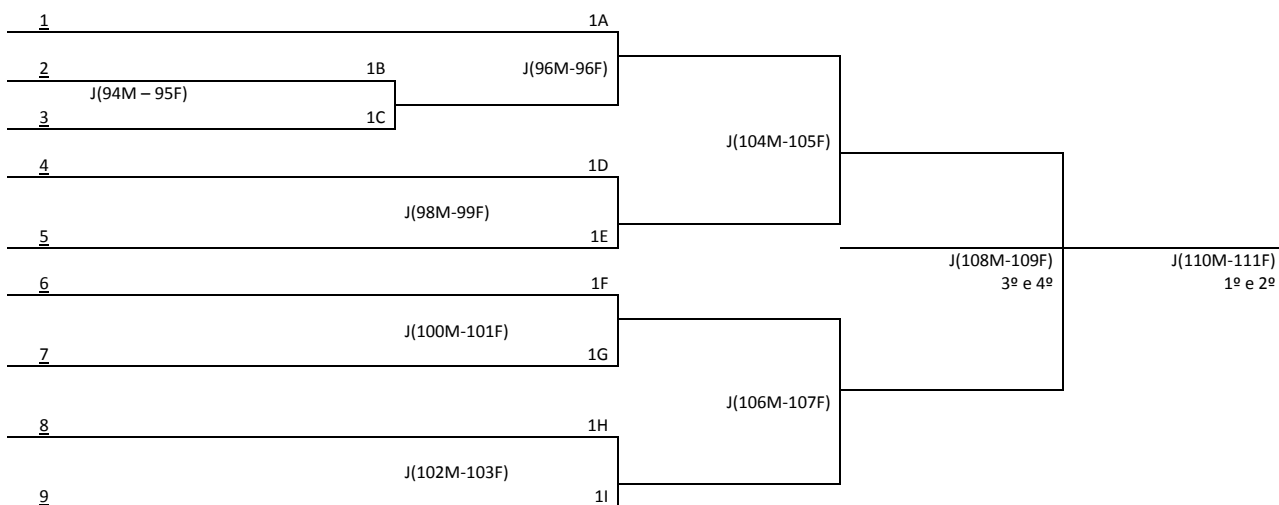 1 1A
2 1B J(96M-96F)
J(94M – 95F)
3 1C
J(104M-105F)
4 1D
J(98M-99F)
5 1E
J(108M-109F) J(110M-111F)
3º e 4º 1º e 2º
6 1F
J(100M-101F)
7 1G
J(106M-107F)
8 1H
J(102M-103F)
9 1I